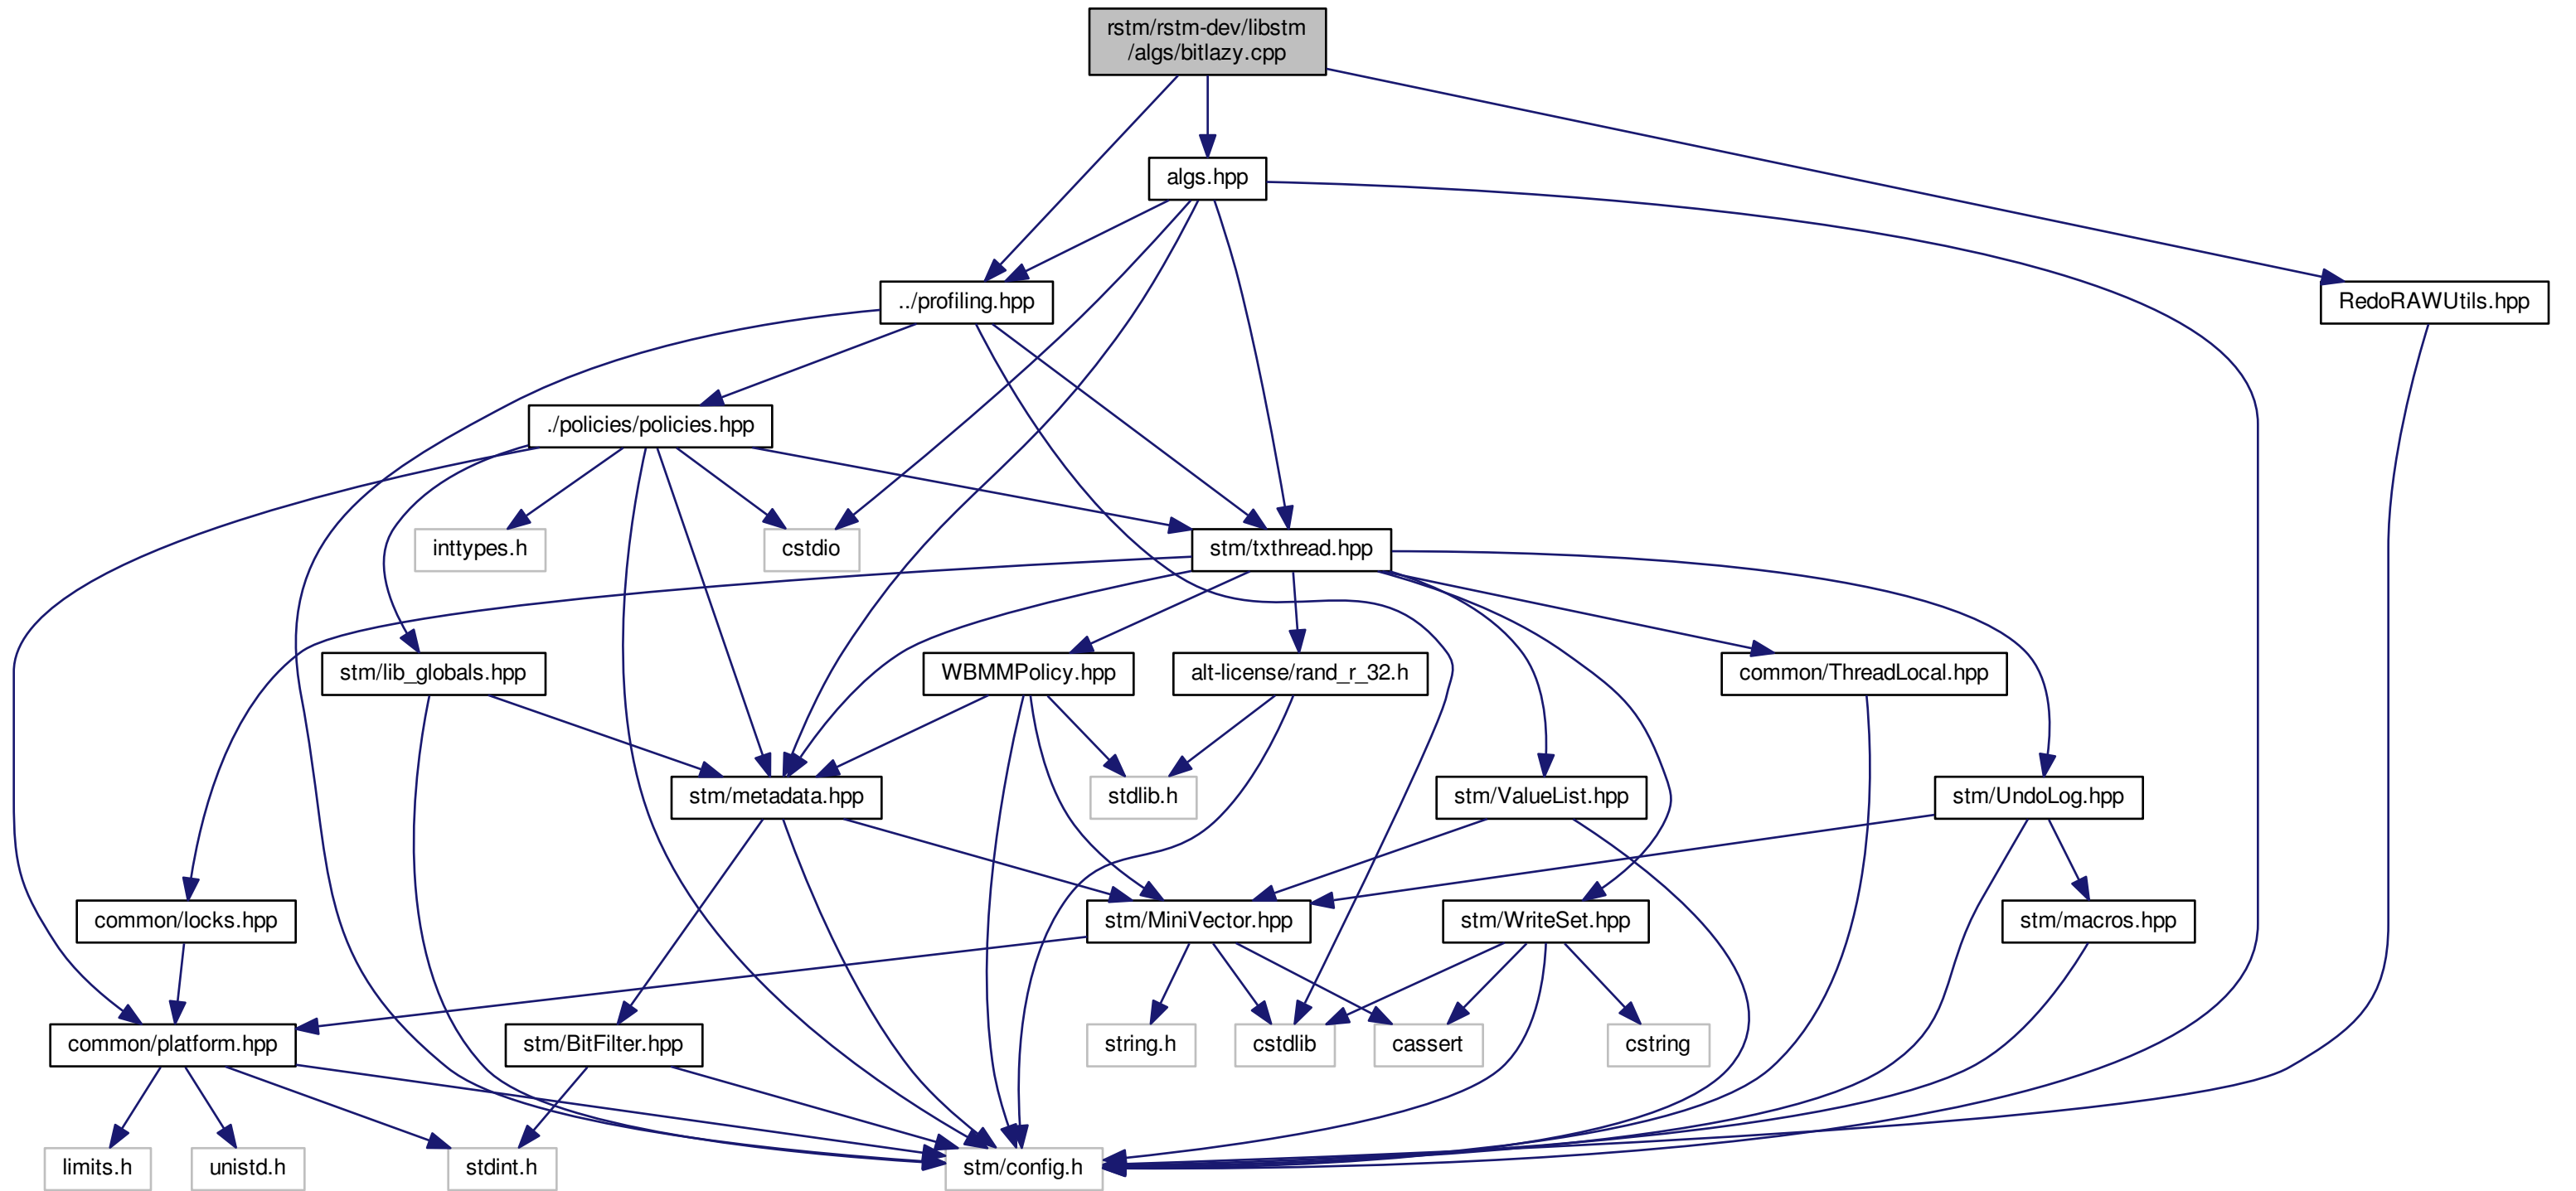 rstm/rstm-dev/libstm
/algs/bitlazy.cpp
algs.hpp
../profiling.hpp
RedoRAWUtils.hpp
./policies/policies.hpp
inttypes.h
cstdio
stm/txthread.hpp
stm/lib_globals.hpp
WBMMPolicy.hpp
alt-license/rand_r_32.h
common/ThreadLocal.hpp
stm/metadata.hpp
stdlib.h
stm/ValueList.hpp
stm/UndoLog.hpp
common/locks.hpp
stm/MiniVector.hpp
stm/WriteSet.hpp
stm/macros.hpp
common/platform.hpp
stm/BitFilter.hpp
string.h
cstdlib
cassert
cstring
limits.h
unistd.h
stdint.h
stm/config.h